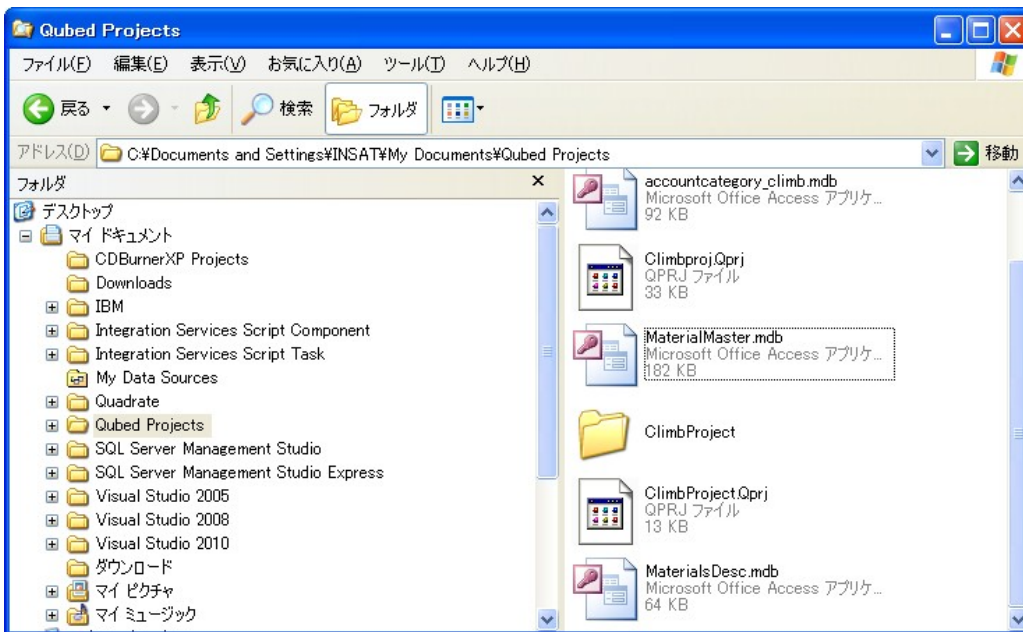 Qubed Projects
ファイル(F) 編集(E) 表示(V) お気に入り(A) ツール(T) ヘルプ(H)
戻る 検索 フォルダ
アドレス(D) C:¥Documents and Settings¥INSAT¥My Documents¥Qubed Projects 移動
フォルダ
デスクトップ
マイ ドキュメント
CDBurnerXP Projects
Downloads
IBM
Integration Services Script Component
Integration Services Script Task
My Data Sources
Quadrate
Qubed Projects
SQL Server Management Studio
SQL Server Management Studio Express
Visual Studio 2005
Visual Studio 2008
Visual Studio 2010
ダウンロード
マイ ピクチャ
マイ ミュージック
accountcategory_climb.mdb
Microsoft Office Access アプリケ...
92 KB
Climbproj.Qprj
QPRJ ファイル
33 KB
MaterialMaster.mdb
Microsoft Office Access アプリケ...
182 KB
ClimbProject
ClimbProject.Qprj
QPRJ ファイル
13 KB
MaterialsDesc.mdb
Microsoft Office Access アプリケ...
64 KB